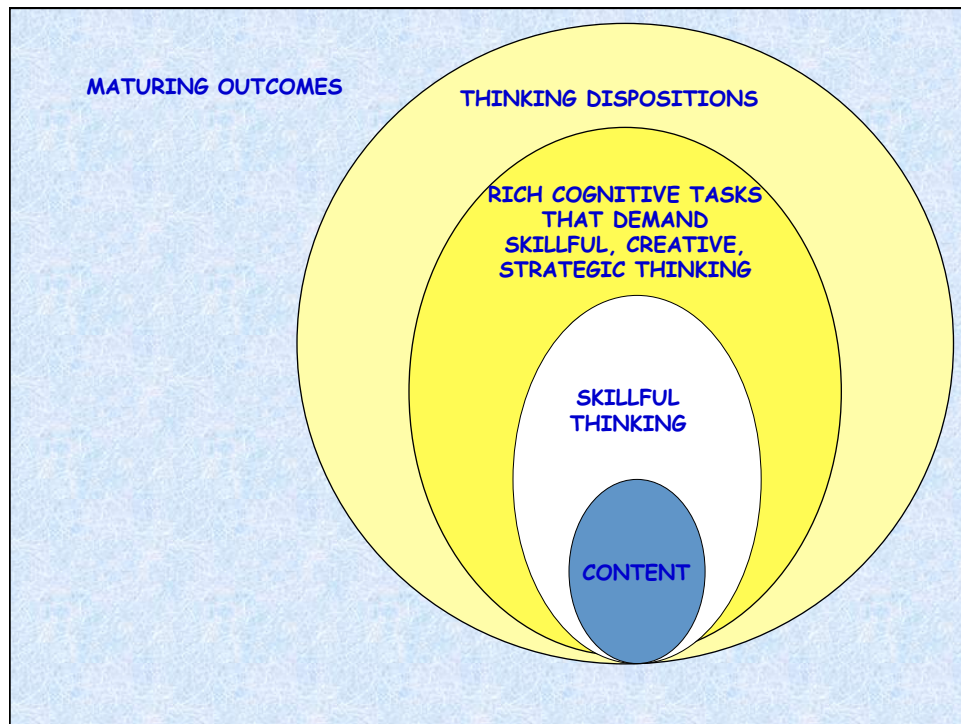 MATURING OUTCOMES
THINKING DISPOSITIONS
RICH COGNITIVE TASKS
THAT DEMAND
SKILLFUL, CREATIVE,
STRATEGIC THINKING
SKILLFUL
THINKING
CONTENT